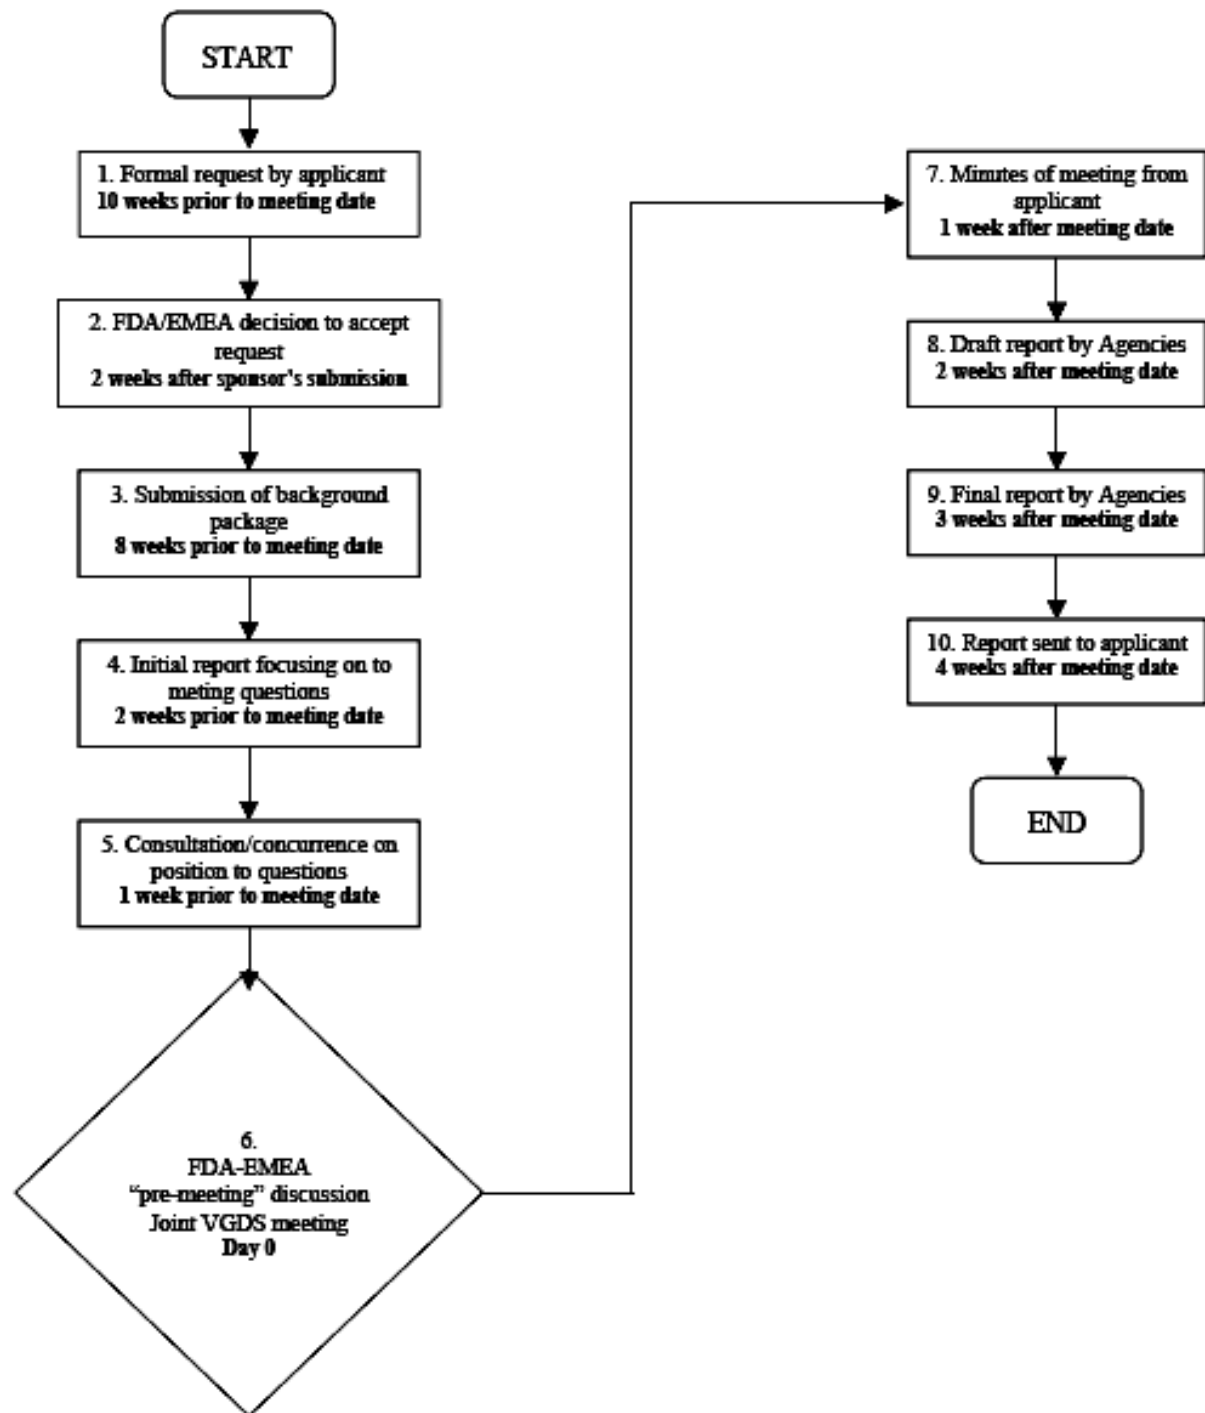 START
1. Formal request by applicant
10 weeks prior to meeting date
2. FDA/EMEA decision to accept
request
2 weeks after sponsor's submission
3. Submission of background
package
8 weeks prior to meeting date
4. Initial report focusing on to
meting questions
2 weeks prior to meeting date
5. Consultation/concurrence on
position to questions
1 week prior to meeting date
6.
FDA-EMEA
“pre-meeting” discussion
Joint VGDS meeting
Day 0
7. Minutes of meeting from
applicant
1 week after meeting date
8. Draft report by Agencies
2 weeks after meeting date
9. Final report by Agencies
3 weeks after meeting date
10. Report sent to applicant
4 weeks after meeting date
END